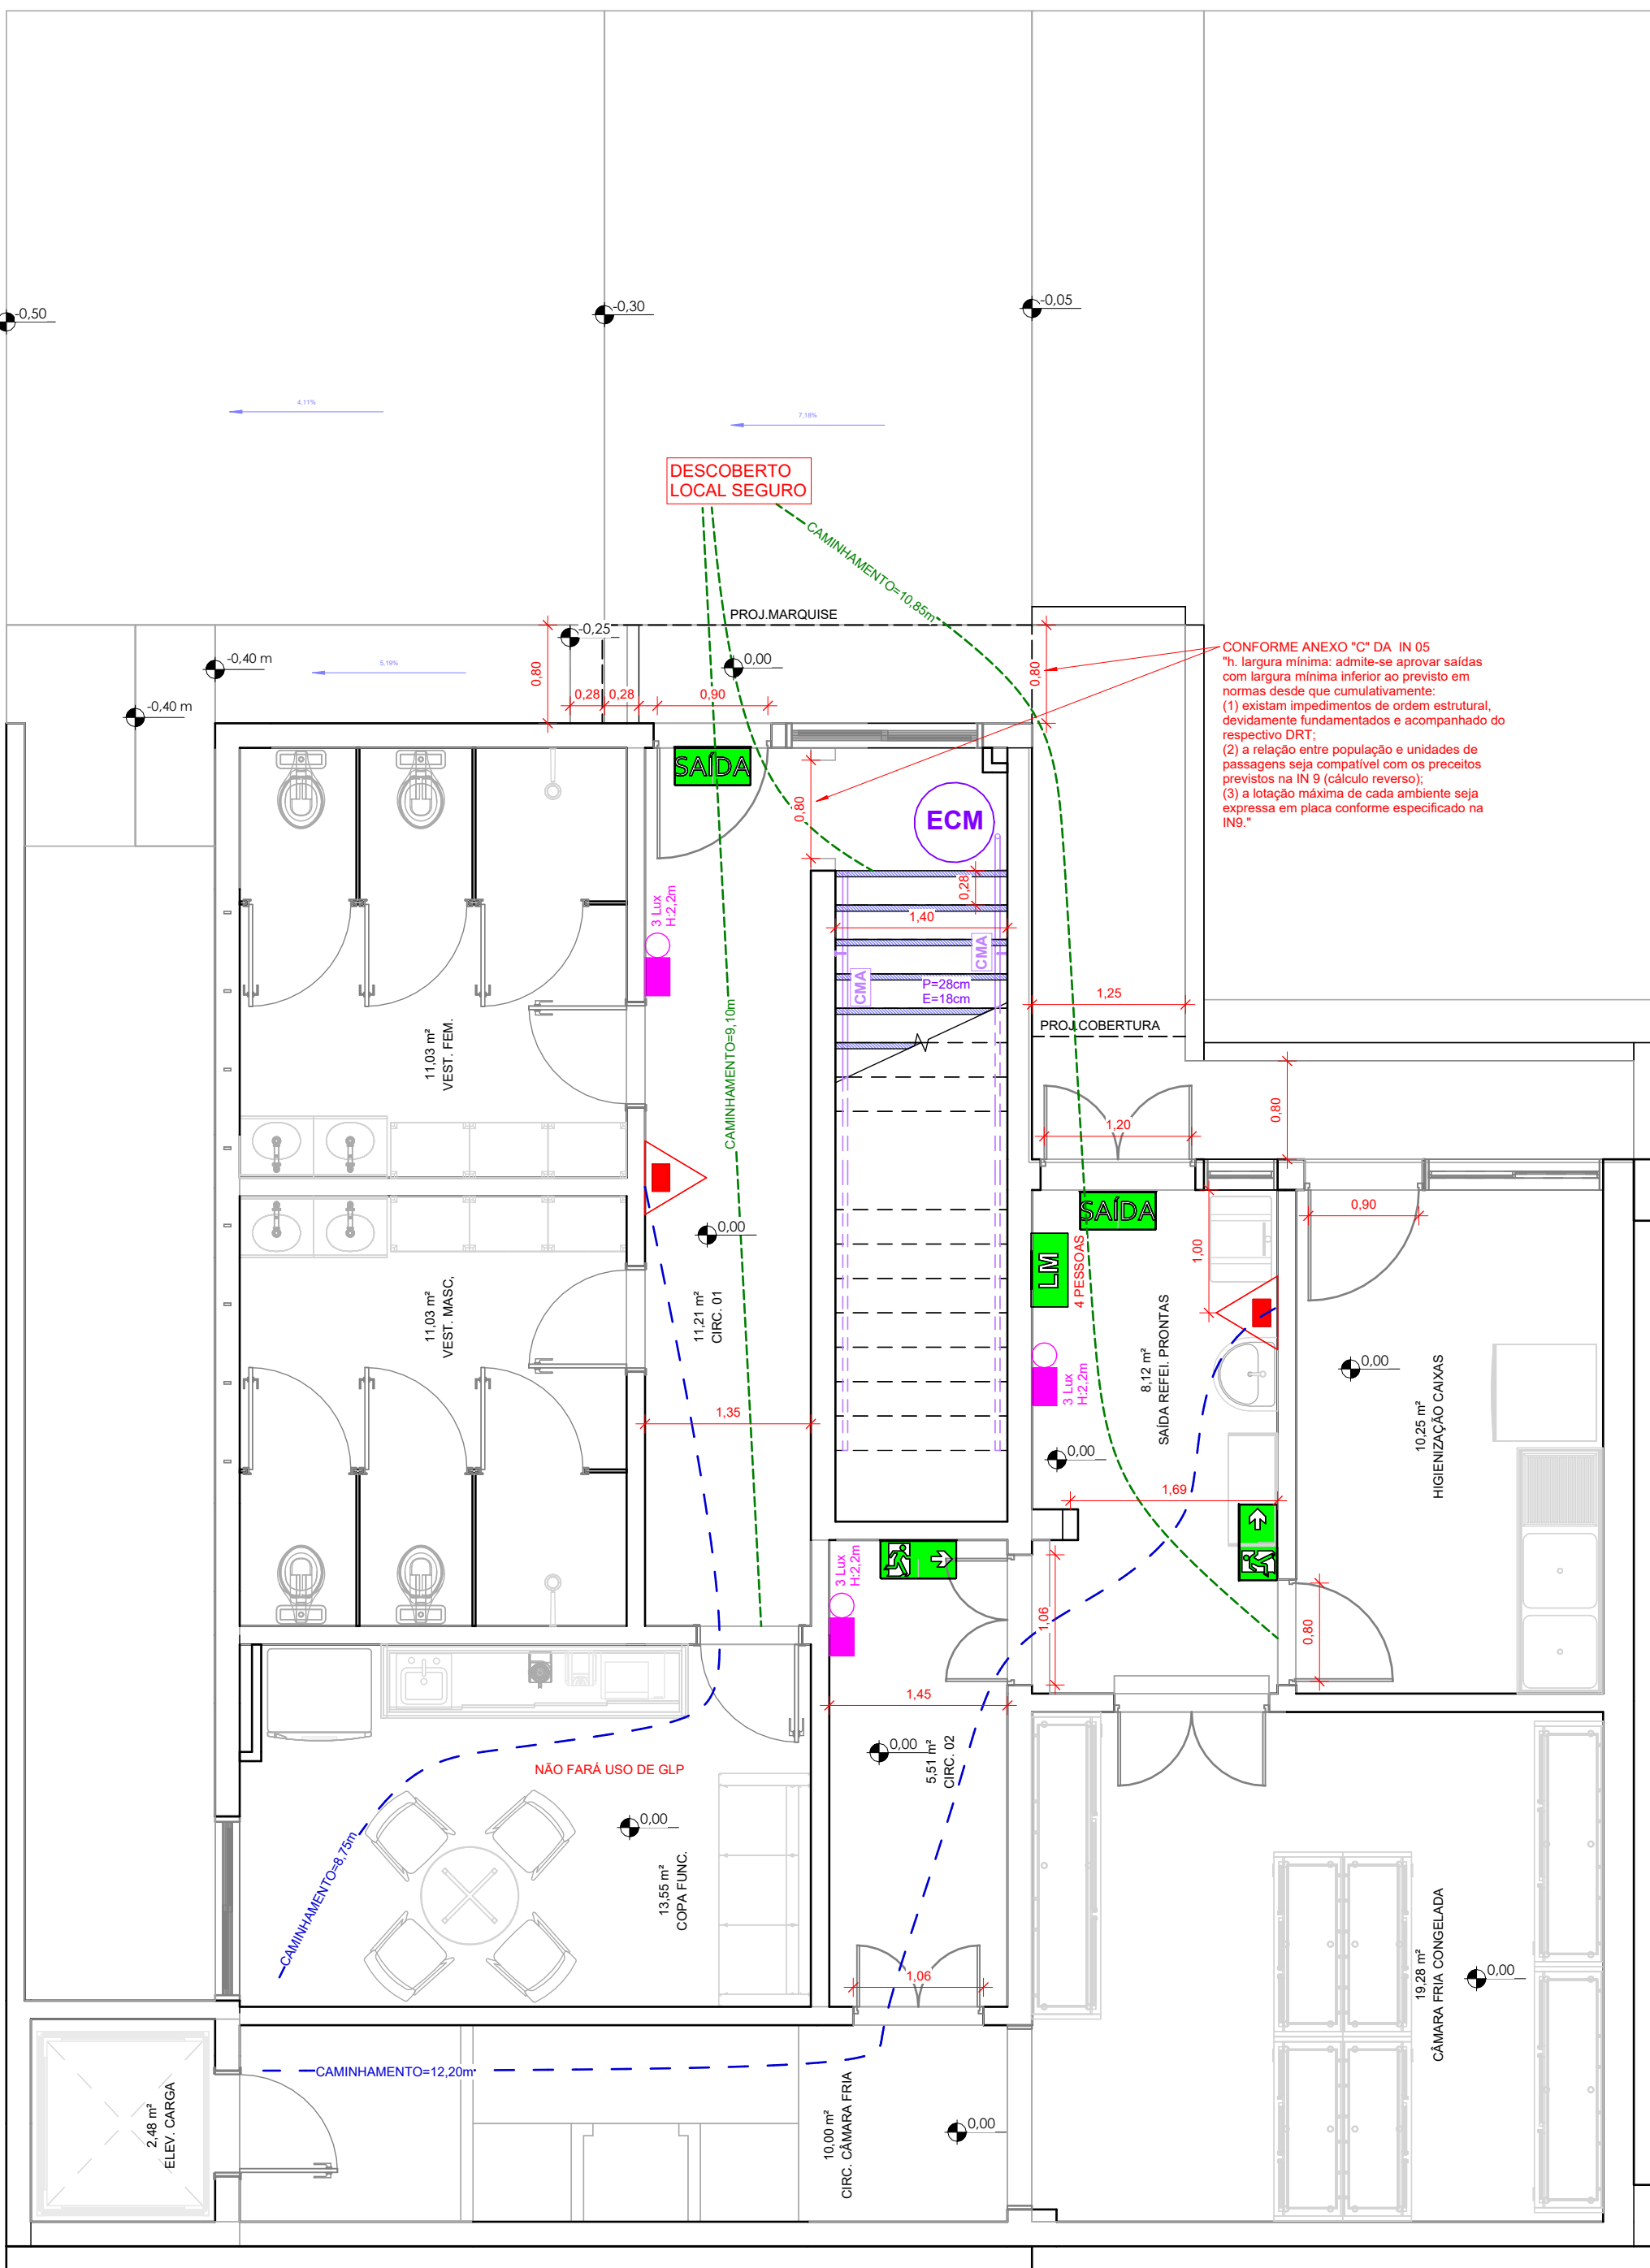 -0,50
-0,30
-0,05
4,11%
7,18%
DESCOBERTO
LOCAL SEGURO
CAMINHAMENTO=10,85m
PROJ.MARQUISE
-0,25
-0,40 m
0,00
5,19%
-0,40 m
0,80
0,28
0,28
0,90
0,80
CONFORME ANEXO "C" DA IN 05
"h. largura mínima: admite-se aprovar saídas
com largura mínima inferior ao previsto em
normas desde que cumulativamente:
(1) existam impedimentos de ordem estrutural,
devidamente fundamentados e acompanhado do
respectivo DRT;
(2) a relação entre população e unidades de
passagens seja compatível com os preceitos
previstos na IN 9 (cálculo reverso);
(3) a lotação máxima de cada ambiente seja
expressa em placa conforme especificado na
IN9."
SAÍDA
0,80
ECM
0,28
1,40
3 Lux
H:2,2m
CMA
CMA
P=28cm
E=18cm
1,25
PROJ.COBERTURA
11,03 m²
VEST. FEM.
CAMINHAMENTO=9,10m
1,20
0,80
SAÍDA
0,90
0,00
LM
4 PESSOAS
1,00
11,03 m²
VEST. MASC,
11,21 m²
CIRC. 01
3 Lux
H:2,2m
8,12 m²
SAÍDA REFEI. PRONTAS
0,00
10,25 m²
HIGIENIZAÇÃO CAIXAS
1,35
0,00
1,69
3 Lux
H:2,2m
1,06
0,80
1,45
0,00
5,51 m²
CIRC. 02
NÃO FARÁ USO DE GLP
0,00
CAMINHAMENTO=8,75m
13,55 m²
COPA FUNC.
1,06
19,28 m²
CÂMARA FRIA CONGELADA
0,00
CAMINHAMENTO=12,20m
2,48 m²
ELEV. CARGA
10,00 m²
CIRC. CÂMARA FRIA
0,00